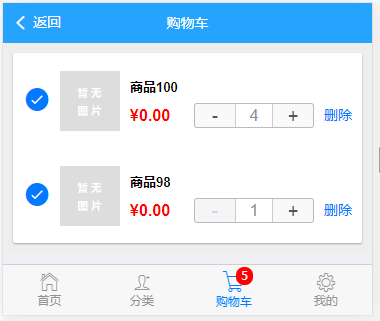 返回 购物车
暂无
图片
商品100
¥0.00 - 4 + 删除
暂无
图片
商品98
¥0.00 - 1 + 删除
5
首页 分类 购物车 我的